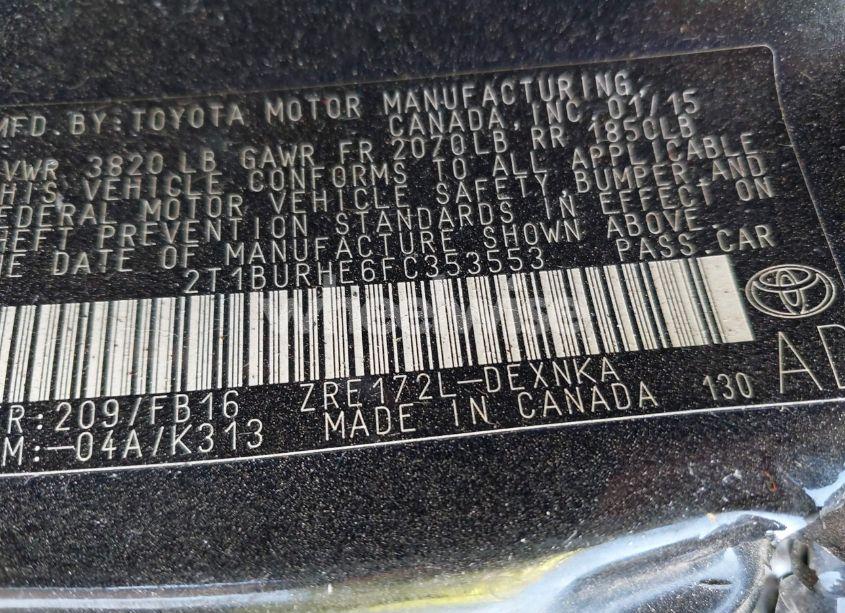 MFD. BY: TOYOTA MOTOR MANUFACTURING,
CANADA, INC. 01/15
VWR 3820 LB GAWR FR 2070LB RR 1850LB
HIS VEHICLE CONFORMS TO ALL APPLICABLE
EDERAL MOTOR VEHICLE SAFETY, BUMPER AND
HEFT PREVENTION STANDARDS IN EFFECT ON
HE DATE OF MANUFACTURE SHOWN ABOVE
2T1BURHE6FC353553 PASS.CAR
R:209/FB16 ZRE172L-DEXNKA 130 AD
M:-04A/K313 MADE IN CANADA